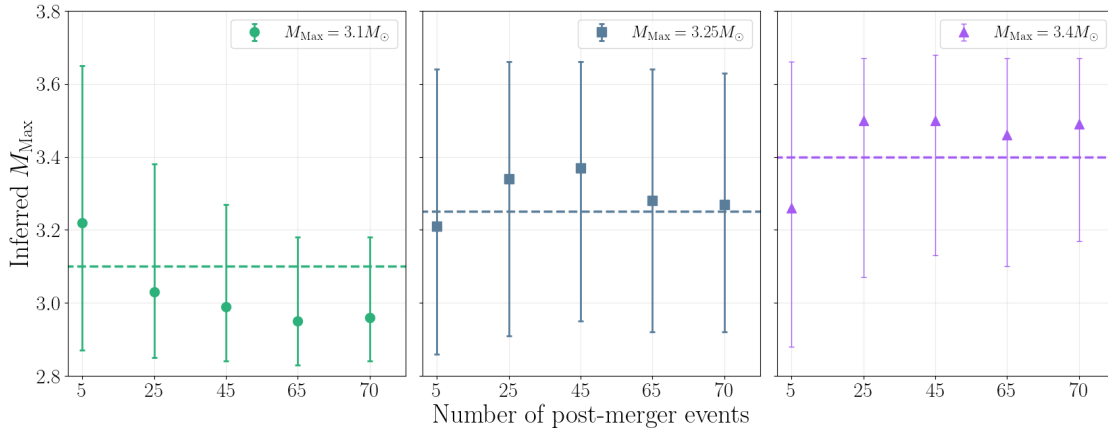 Inferred M_Max
3.8
3.6
3.4
3.2
3.0
2.8
M_Max = 3.1M_⊙
5 25 45 65 70
M_Max = 3.25M_⊙
5 25 45 65 70
M_Max = 3.4M_⊙
5 25 45 65 70
Number of post-merger events